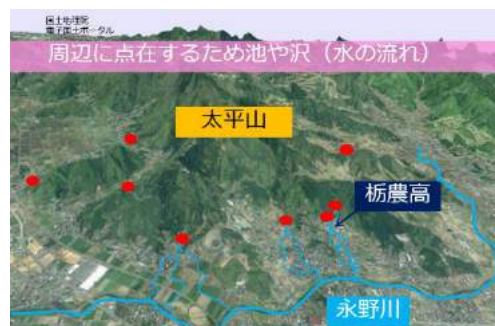 国土地理院
電子国土ポータル
周辺に点在するため池や沢（水の流れ）
太平山
栃農高
永野川